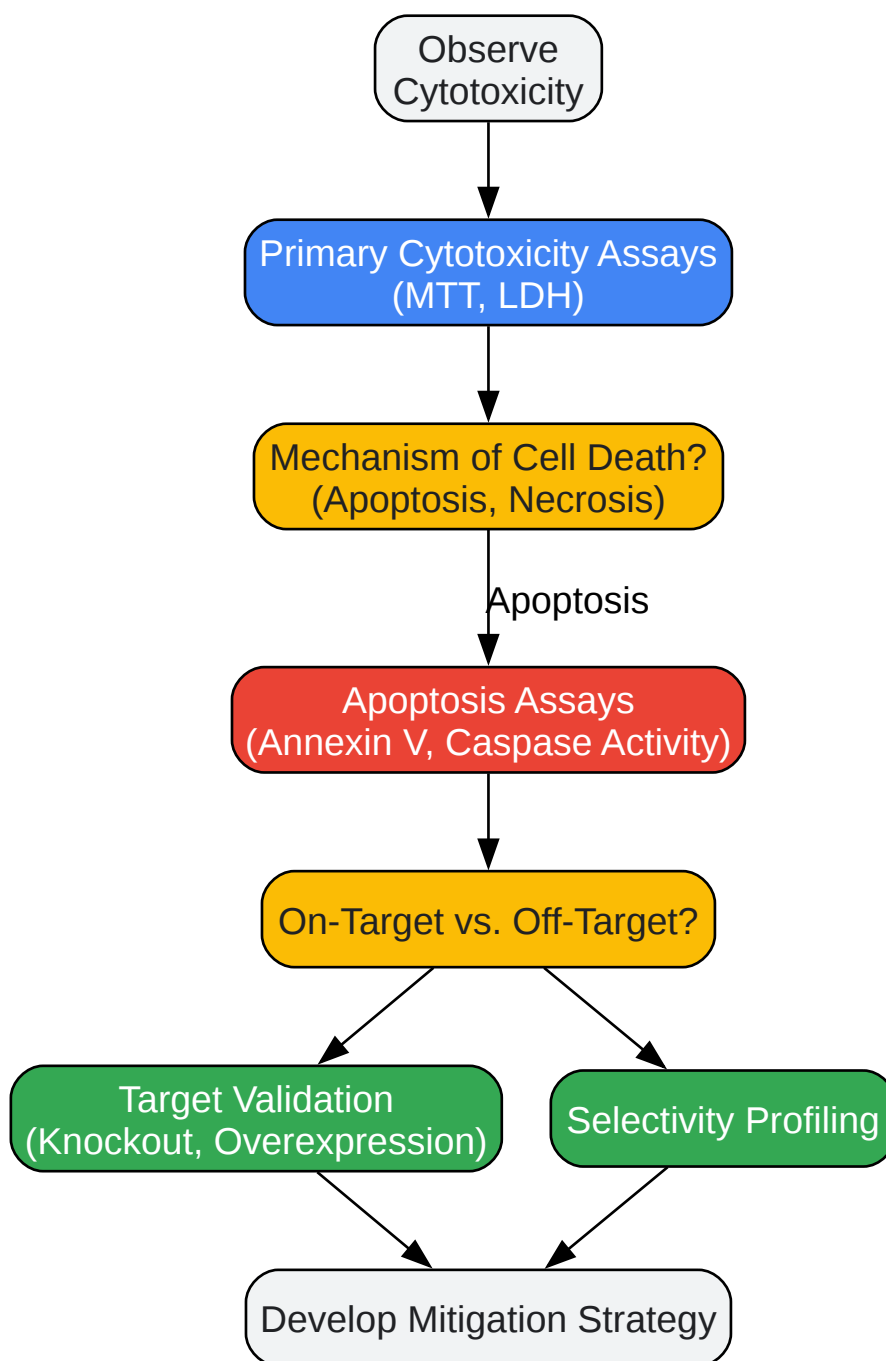 Observe
Cytotoxicity
Primary Cytotoxicity Assays
(MTT, LDH)
Mechanism of Cell Death?
(Apoptosis, Necrosis)
Apoptosis
Apoptosis Assays
(Annexin V, Caspase Activity)
On-Target vs. Off-Target?
Target Validation
(Knockout, Overexpression)
Selectivity Profiling
Develop Mitigation Strategy